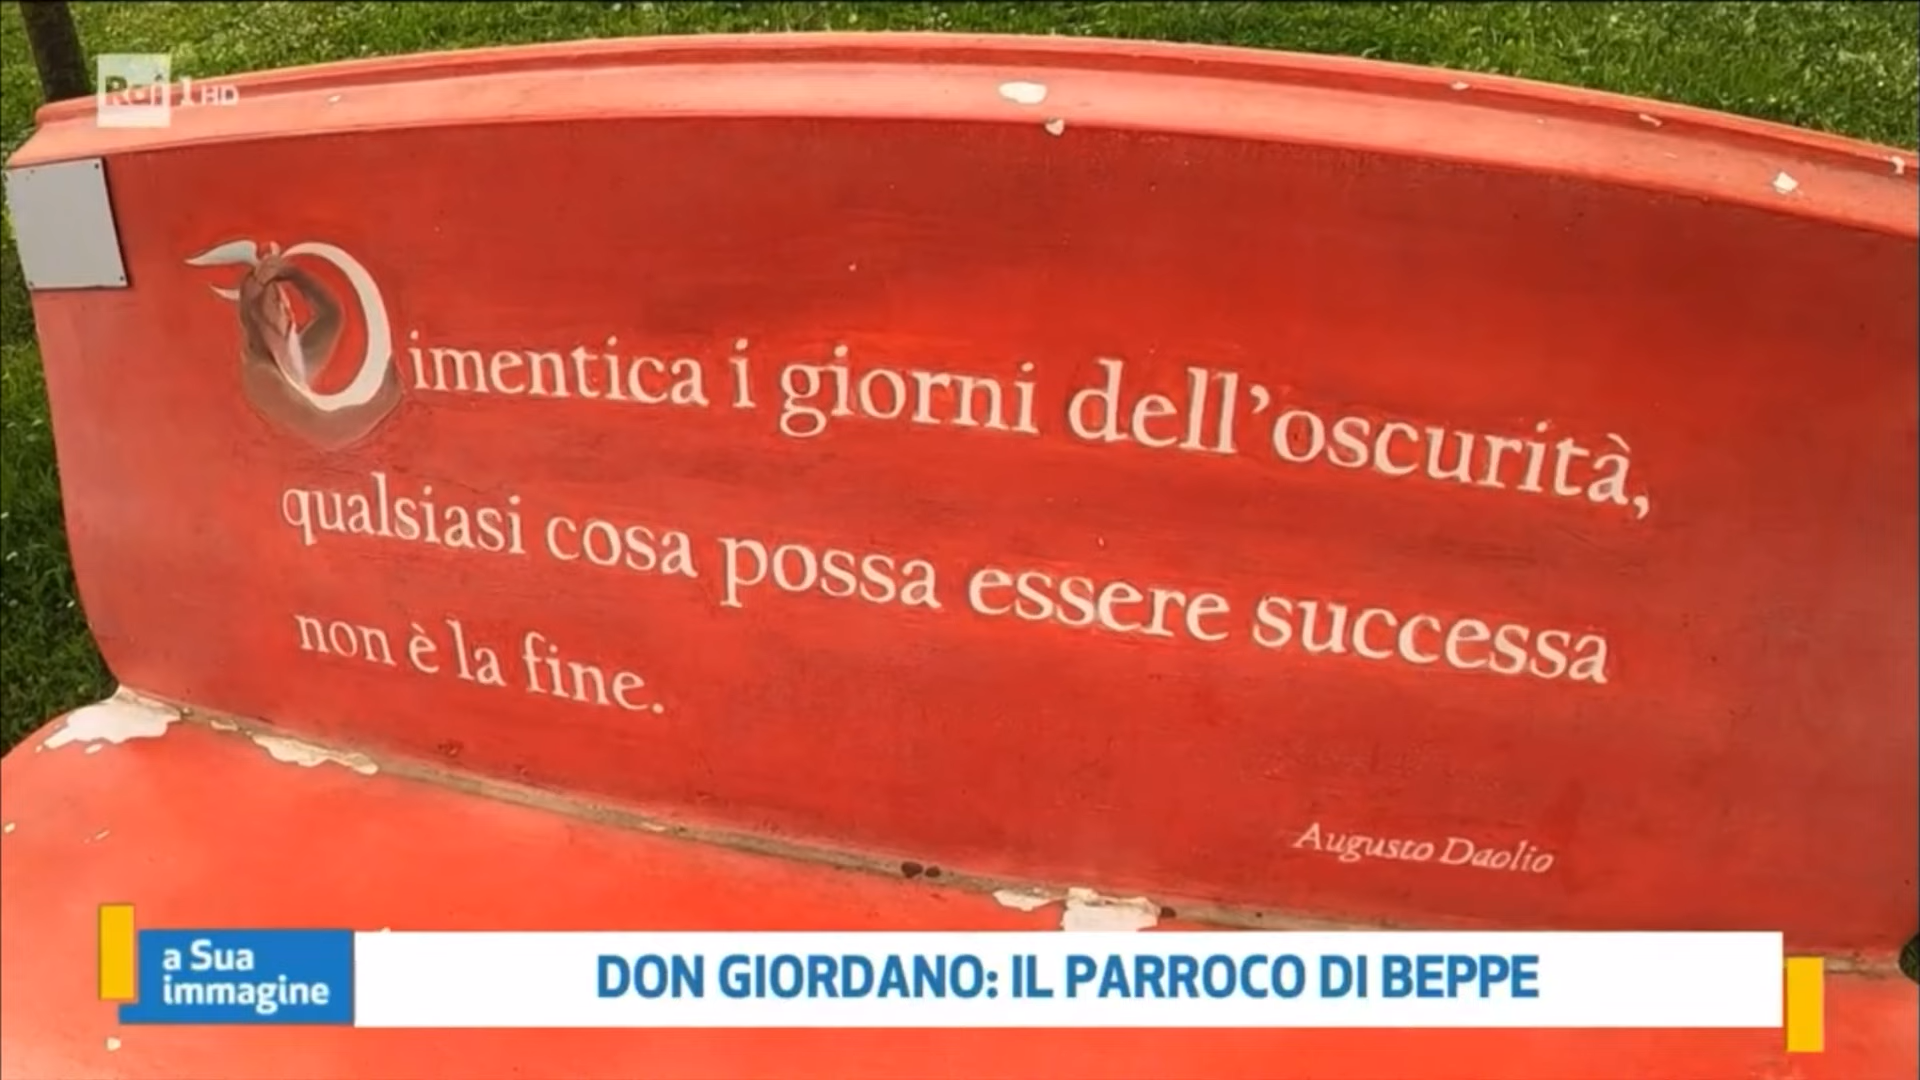 Rai 1 HD
Dimentica i giorni dell'oscurità,
qualsiasi cosa possa essere successa
non è la fine.
Augusto Daolio
a Sua
immagine
DON GIORDANO: IL PARROCO DI BEPPE